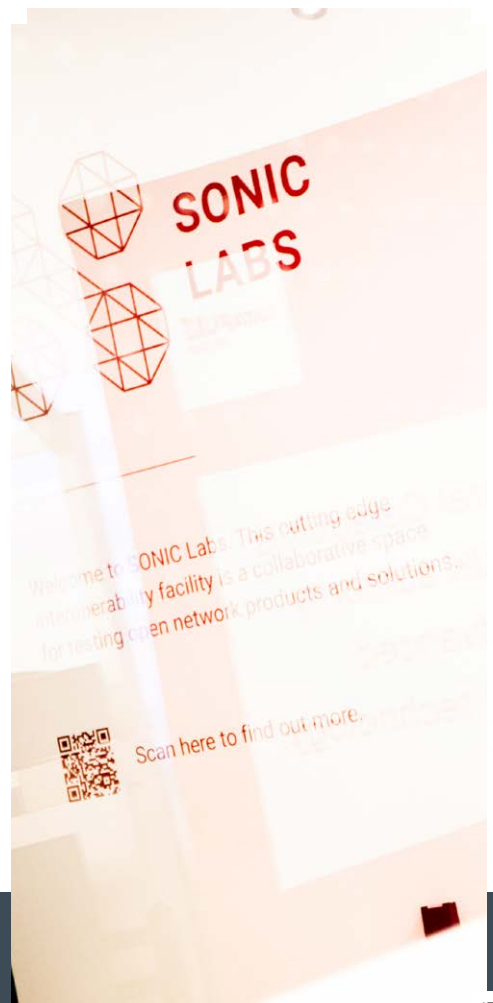 SONIC
LABS
Welcome to SONIC Labs. This cutting edge
interoperability facility is a collaborative space
for testing open network products and solutions.
Scan here to find out more.